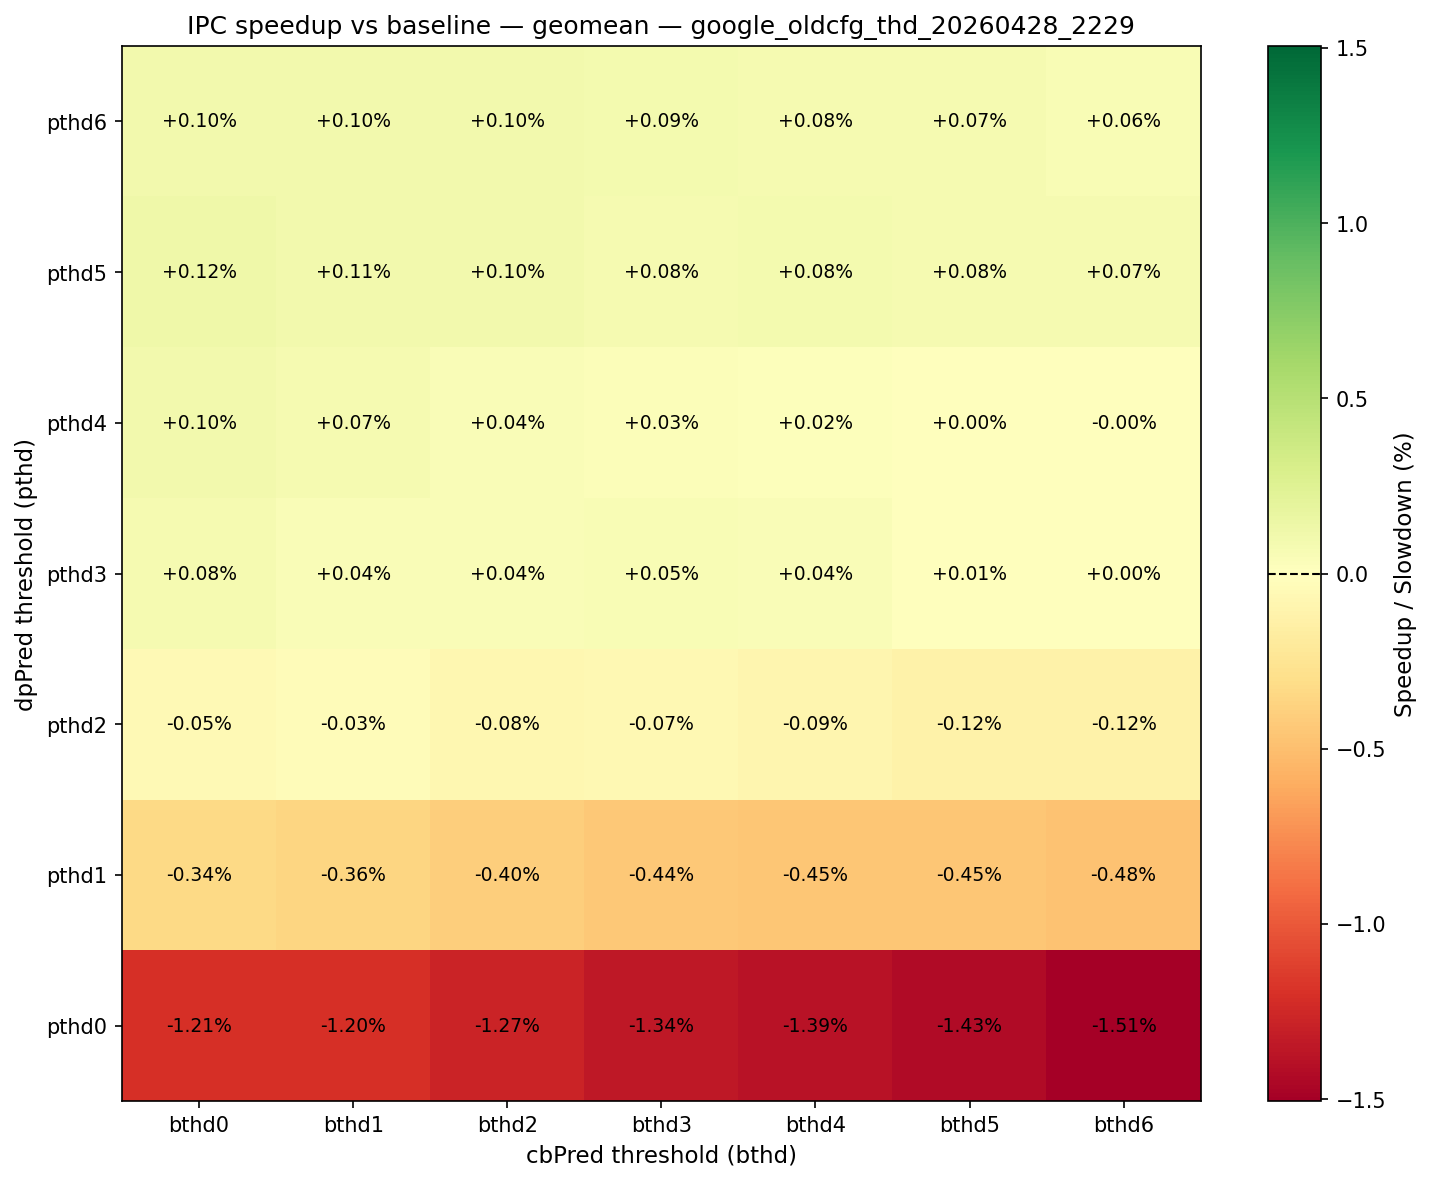 IPC speedup vs baseline — geomean — google_oldcfg_thd_20260428_2229
pthd6 +0.10% +0.10% +0.10% +0.09% +0.08% +0.07% +0.06%
pthd5 +0.12% +0.11% +0.10% +0.08% +0.08% +0.08% +0.07%
pthd4 +0.10% +0.07% +0.04% +0.03% +0.02% +0.00% -0.00%
pthd3 +0.08% +0.04% +0.04% +0.05% +0.04% +0.01% +0.00%
pthd2 -0.05% -0.03% -0.08% -0.07% -0.09% -0.12% -0.12%
pthd1 -0.34% -0.36% -0.40% -0.44% -0.45% -0.45% -0.48%
pthd0 -1.21% -1.20% -1.27% -1.34% -1.39% -1.43% -1.51%
bthd0 bthd1 bthd2 bthd3 bthd4 bthd5 bthd6
cbPred threshold (bthd)
dpPred threshold (pthd)
1.5
1.0
0.5
0.0
−0.5
−1.0
−1.5
Speedup / Slowdown (%)